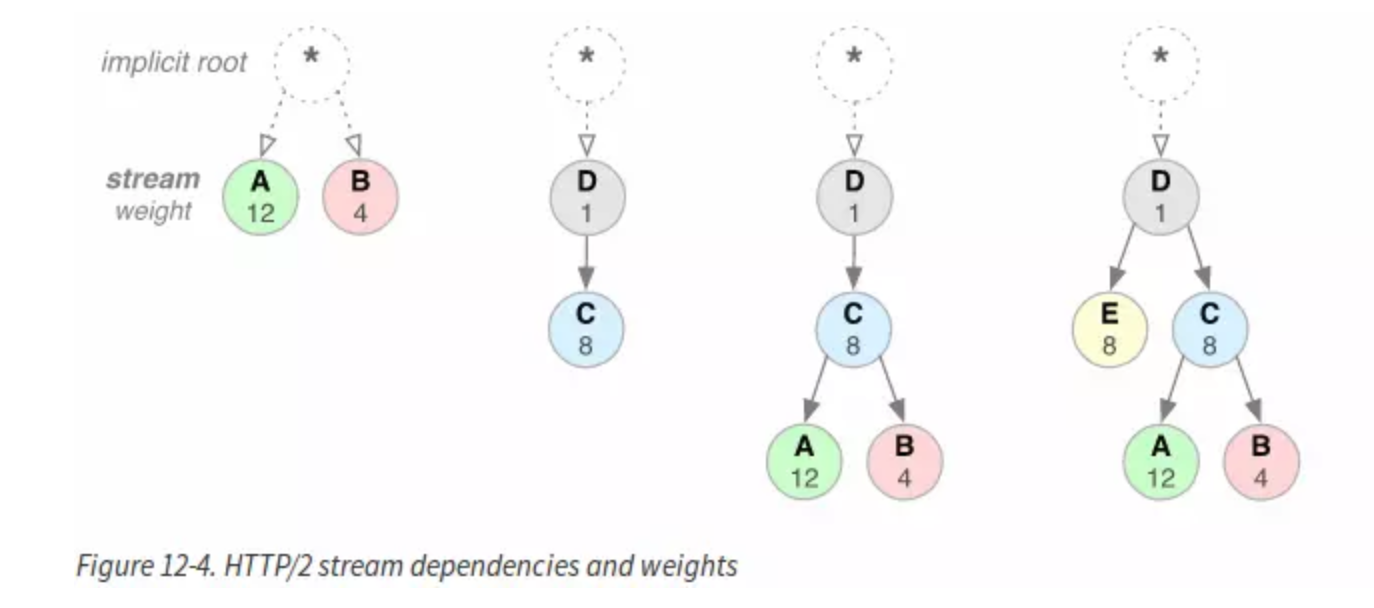 implicit root * * * *
stream A B D D D
weight 12 4 1 1 1
C C E C
8 8 8 8
A B A B
12 4 12 4
Figure 12-4. HTTP/2 stream dependencies and weights